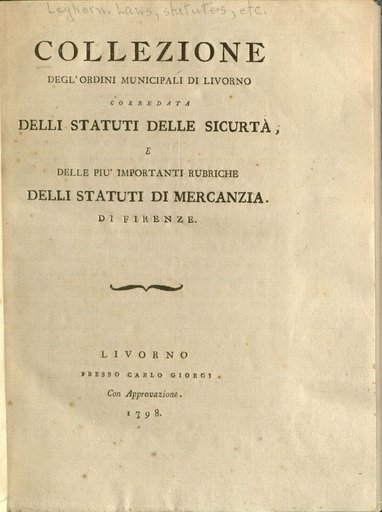 Leghorn. Laws, statutes, etc.
COLLEZIONE
DEGL'ORDINI MUNICIPALI DI LIVORNO
CORREDATA
DELLI STATUTI DELLE SICURTÀ,
E
DELLE PIU' IMPORTANTI RUBRICHE
DELLI STATUTI DI MERCANZIA.
DI FIRENZE.
LIVORNO
PRESSO CARLO GIORGI.
Con Approvazione.
1798.